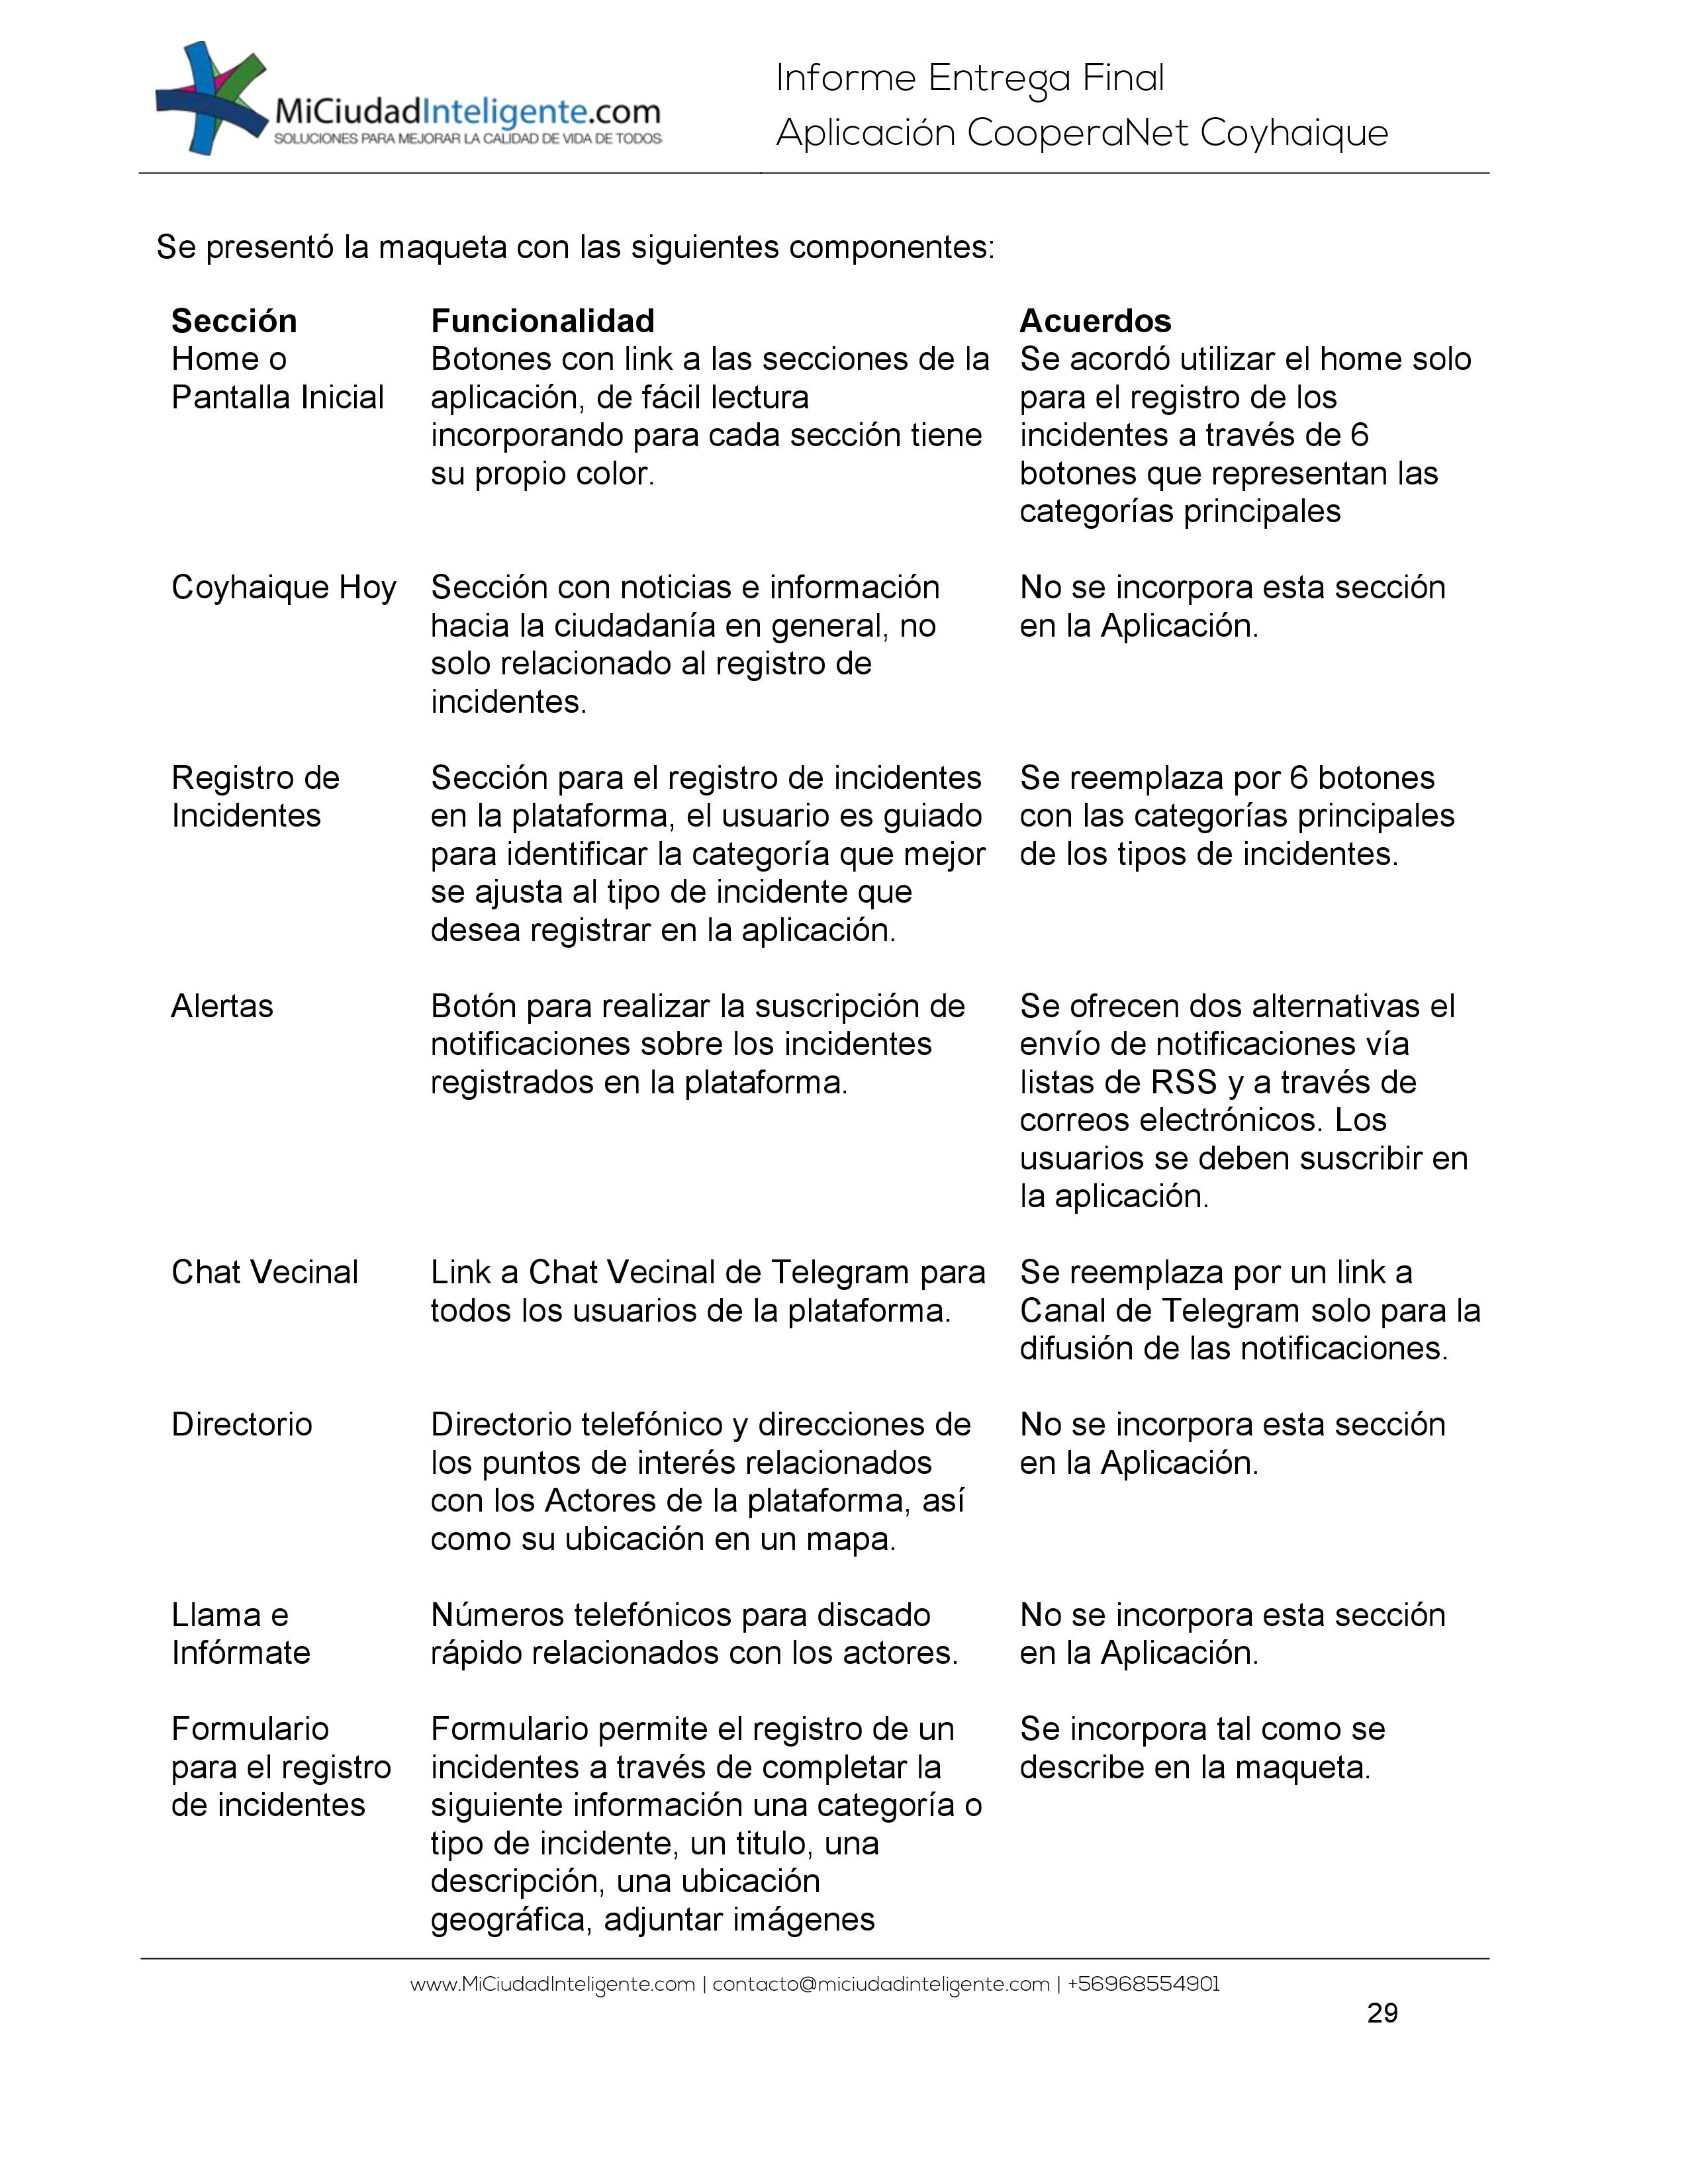 MiCiudadInteligente.com
SOLUCIONES PARA MEJORAR LA CALIDAD DE VIDA DE TODOS
Informe Entrega Final
Aplicación CooperaNet Coyhaique
Se presentó la maqueta con las siguientes componentes:
Sección Funcionalidad Acuerdos
Home o
Pantalla Inicial
Botones con link a las secciones de la
aplicación, de fácil lectura
incorporando para cada sección tiene
su propio color.
Se acordó utilizar el home solo
para el registro de los
incidentes a través de 6
botones que representan las
categorías principales
Coyhaique Hoy
Sección con noticias e información
hacia la ciudadanía en general, no
solo relacionado al registro de
incidentes.
No se incorpora esta sección
en la Aplicación.
Registro de
Incidentes
Sección para el registro de incidentes
en la plataforma, el usuario es guiado
para identificar la categoría que mejor
se ajusta al tipo de incidente que
desea registrar en la aplicación.
Se reemplaza por 6 botones
con las categorías principales
de los tipos de incidentes.
Alertas
Botón para realizar la suscripción de
notificaciones sobre los incidentes
registrados en la plataforma.
Se ofrecen dos alternativas el
envío de notificaciones vía
listas de RSS y a través de
correos electrónicos. Los
usuarios se deben suscribir en
la aplicación.
Chat Vecinal
Link a Chat Vecinal de Telegram para
todos los usuarios de la plataforma.
Se reemplaza por un link a
Canal de Telegram solo para la
difusión de las notificaciones.
Directorio
Directorio telefónico y direcciones de
los puntos de interés relacionados
con los Actores de la plataforma, así
como su ubicación en un mapa.
No se incorpora esta sección
en la Aplicación.
Llama e
Infórmate
Números telefónicos para discado
rápido relacionados con los actores.
No se incorpora esta sección
en la Aplicación.
Formulario
para el registro
de incidentes
Formulario permite el registro de un
incidentes a través de completar la
siguiente información una categoría o
tipo de incidente, un titulo, una
descripción, una ubicación
geográfica, adjuntar imágenes
Se incorpora tal como se
describe en la maqueta.
www.MiCiudadInteligente.com | contacto@miciudadinteligente.com | +56968554901
29